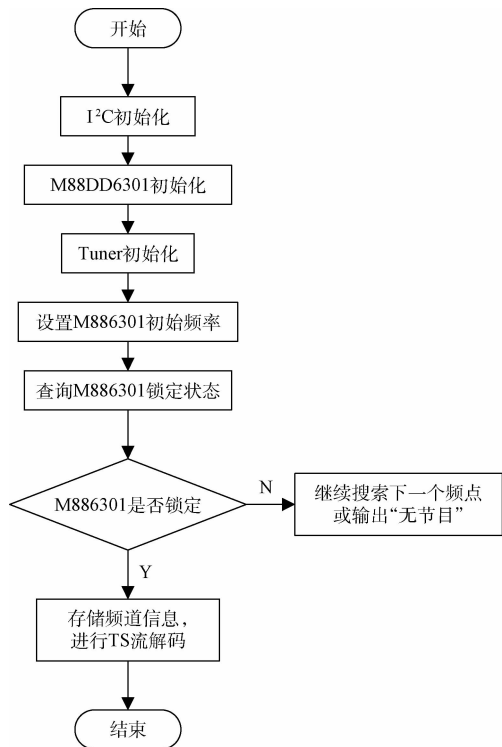 开始
I²C初始化
M88DD6301初始化
Tuner初始化
设置M886301初始频率
查询M886301锁定状态
M886301是否锁定
N
继续搜索下一个频点
或输出“无节目”
Y
存储频道信息，
进行TS流解码
结束